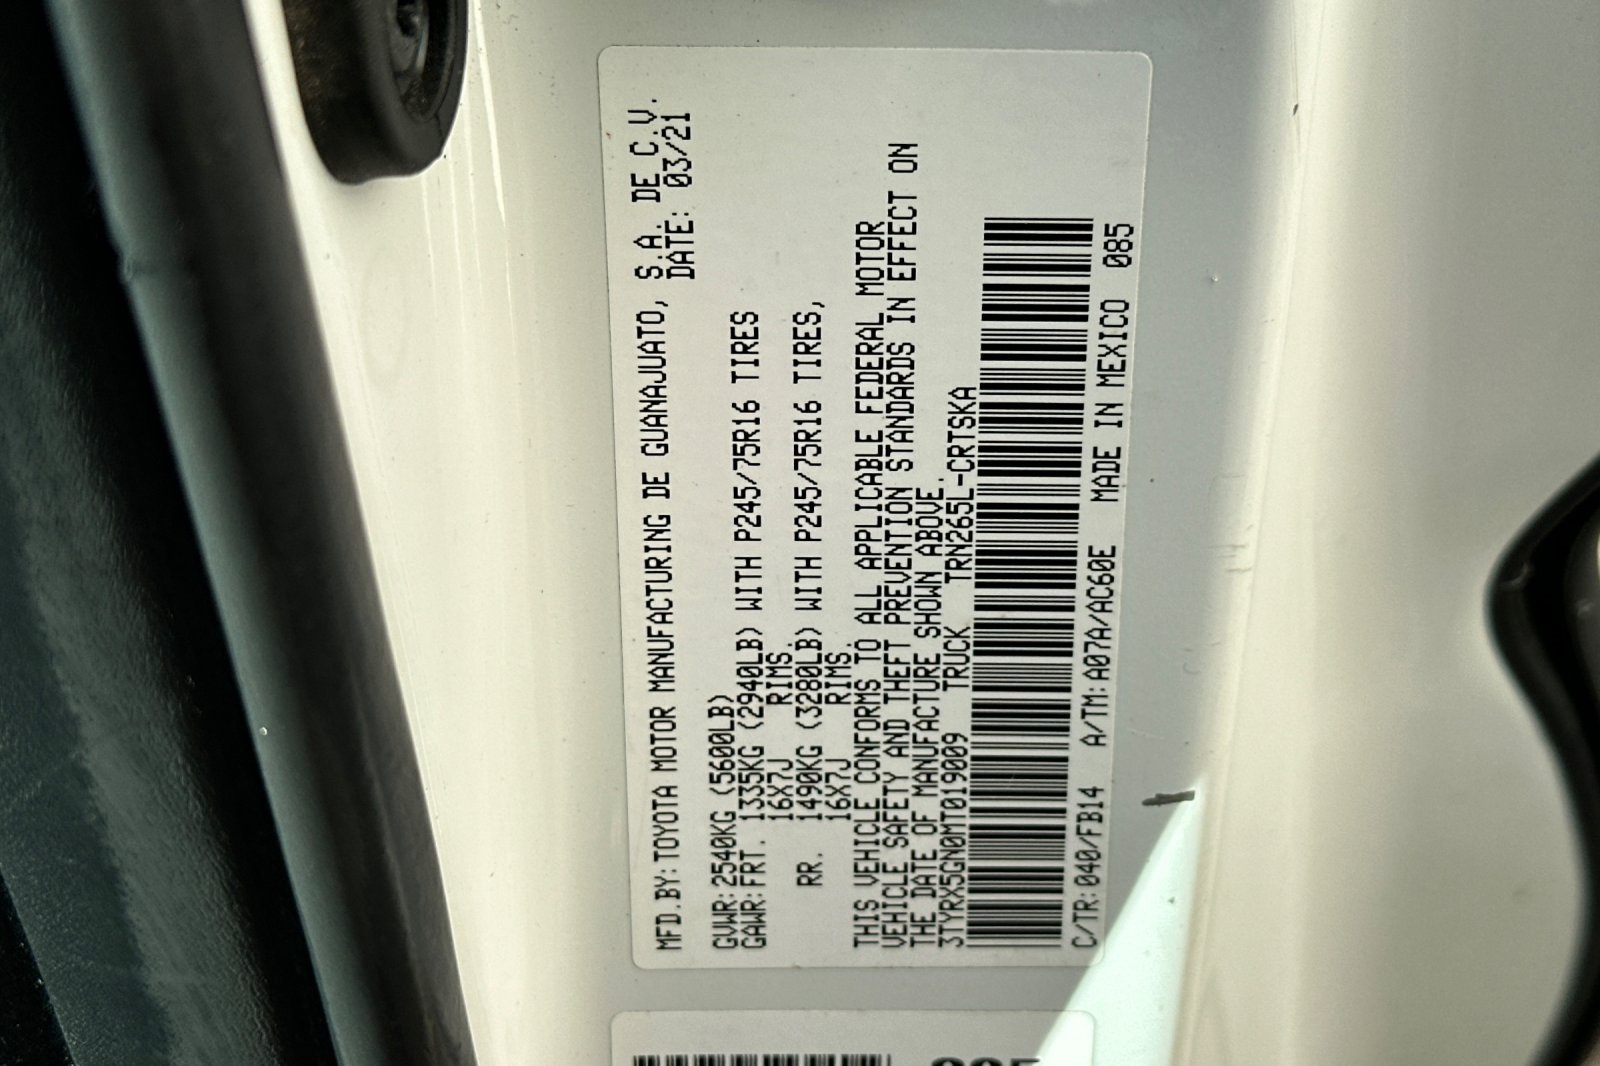 MFD.BY:TOYOTA MOTOR MANUFACTURING DE GUANAJUATO, S.A. DE C.V.
DATE: 03/21
GVWR:2540KG (5600LB)
GAWR:FRT. 1335KG (2940LB) WITH P245/75R16 TIRES
16X7J RIMS.
RR. 1490KG (3280LB) WITH P245/75R16 TIRES,
16X7J RIMS.
THIS VEHICLE CONFORMS TO ALL APPLICABLE FEDERAL MOTOR
VEHICLE SAFETY AND THEFT PREVENTION STANDARDS IN EFFECT ON
THE DATE OF MANUFACTURE SHOWN ABOVE.
3TYRX5GN0MT019009 TRUCK TRN265L-CRTSKA
C/TR:040/FB14 A/TM:A07A/AC60E MADE IN MEXICO 085